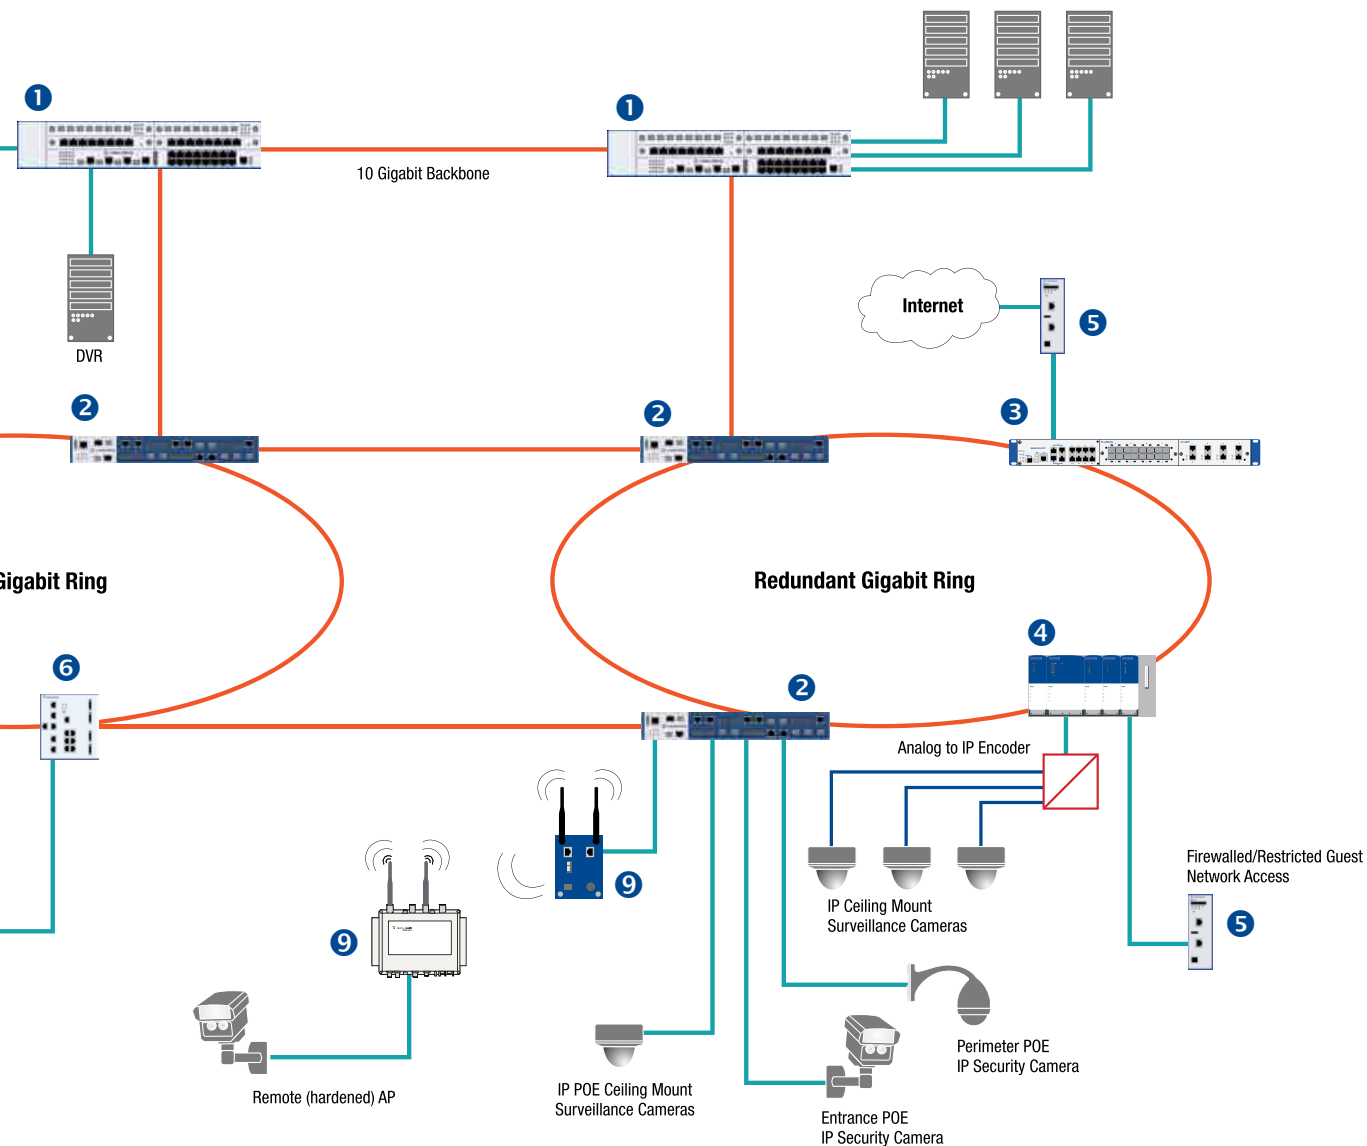 1
1
10 Gigabit Backbone
Internet
5
DVR
2
2
3
Gigabit Ring
Redundant Gigabit Ring
4
6
2
Analog to IP Encoder
9
Firewalled/Restricted Guest
Network Access
IP Ceiling Mount
Surveillance Cameras
5
9
Perimeter POE
IP Security Camera
IP POE Ceiling Mount
Surveillance Cameras
Remote (hardened) AP
Entrance POE
IP Security Camera